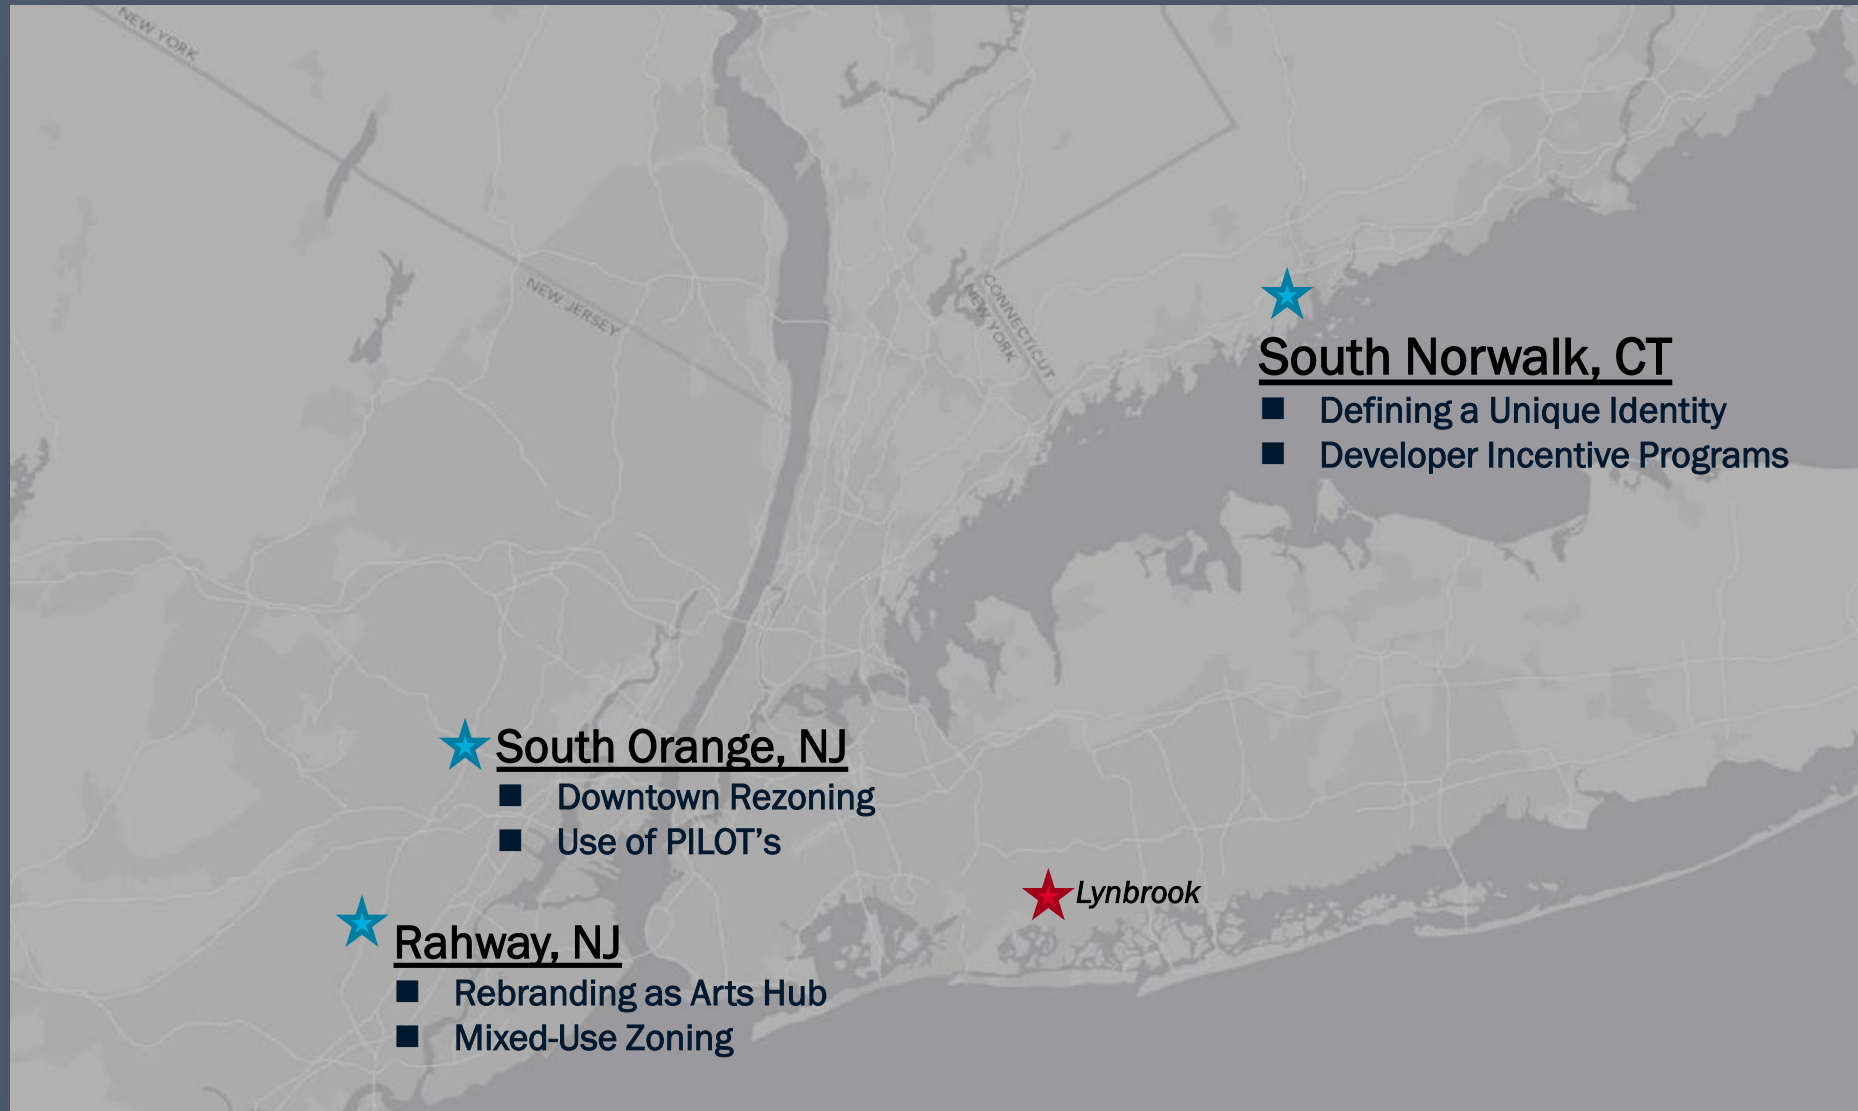 NEW YORK
NEW JERSEY
CONNECTICUT
NEW YORK
South Norwalk, CT
■ Defining a Unique Identity
■ Developer Incentive Programs
South Orange, NJ
■ Downtown Rezoning
■ Use of PILOT’s
Lynbrook
Rahway, NJ
■ Rebranding as Arts Hub
■ Mixed-Use Zoning